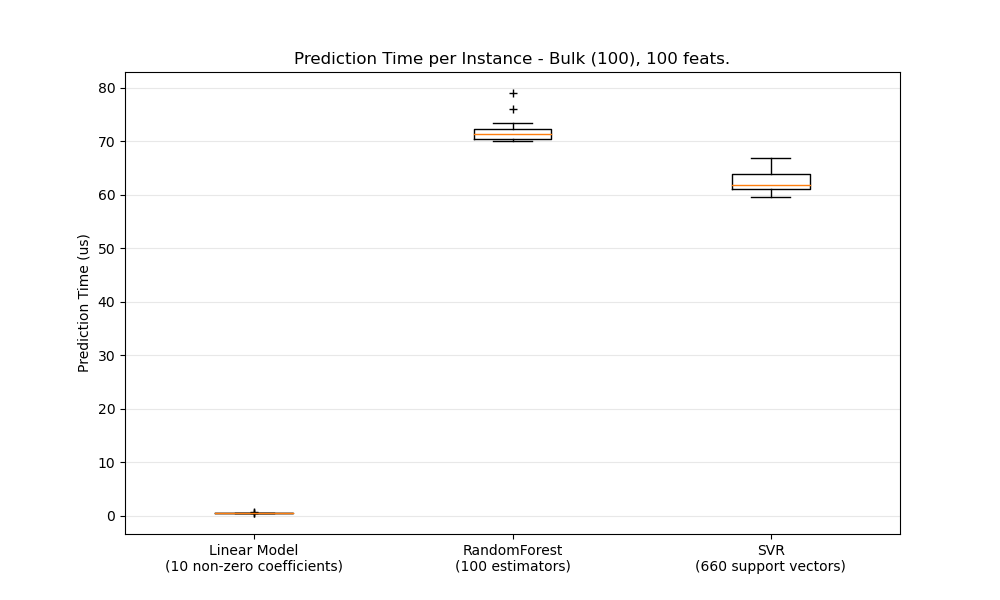 Prediction Time per Instance - Bulk (100), 100 feats.
Prediction Time (us)
80
70
60
50
40
30
20
10
0
Linear Model
(10 non-zero coefficients)
RandomForest
(100 estimators)
SVR
(660 support vectors)